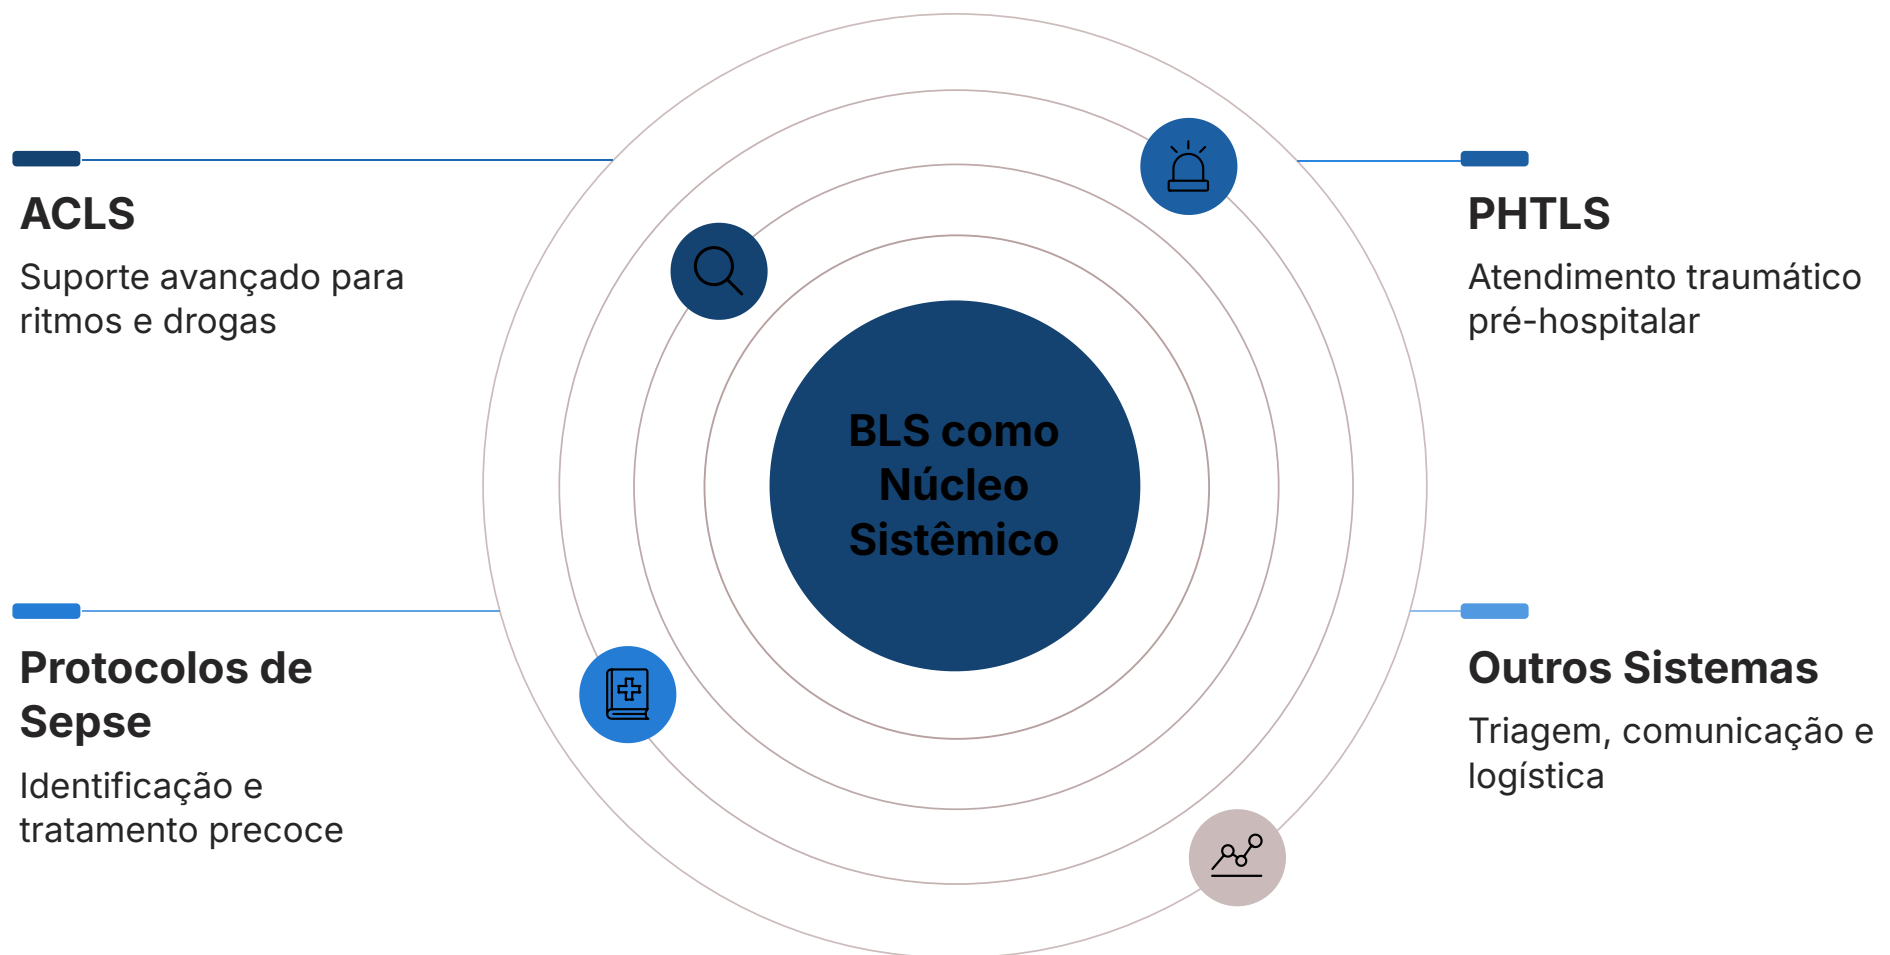 ACLS
Suporte avançado para
ritmos e drogas
PHTLS
Atendimento traumático
pré-hospitalar
BLS como
Núcleo
Sistêmico
Protocolos de
Sepse
Identificação e
tratamento precoce
Outros Sistemas
Triagem, comunicação e
logística